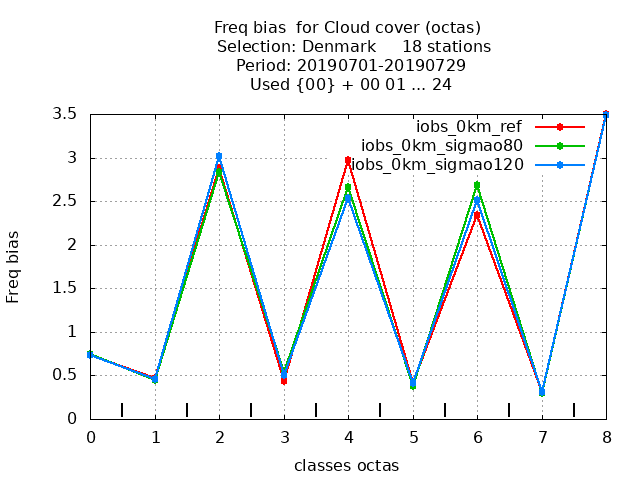 Freq bias  for Cloud cover (octas)
Selection: Denmark     18 stations
Period: 20190701-20190729
Used {00} + 00 01 ... 24
3.5
3
2.5
2
1.5
1
0.5
0
Freq bias
iobs_0km_ref
iobs_0km_sigmao80
iobs_0km_sigmao120
0 1 2 3 4 5 6 7 8
classes octas